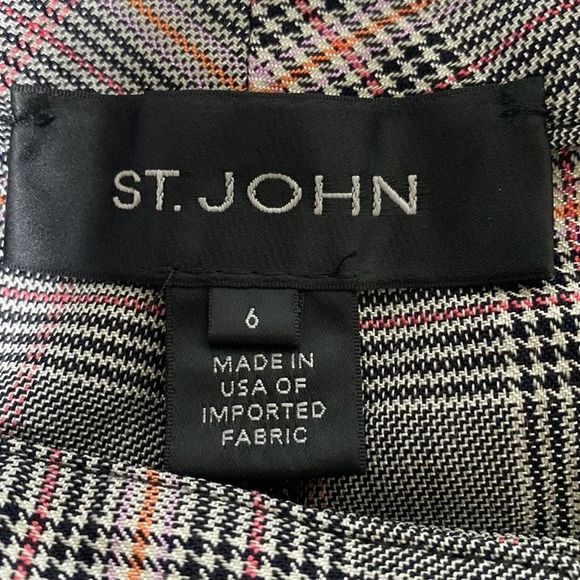 ST. JOHN
6
MADE IN
USA OF
IMPORTED
FABRIC